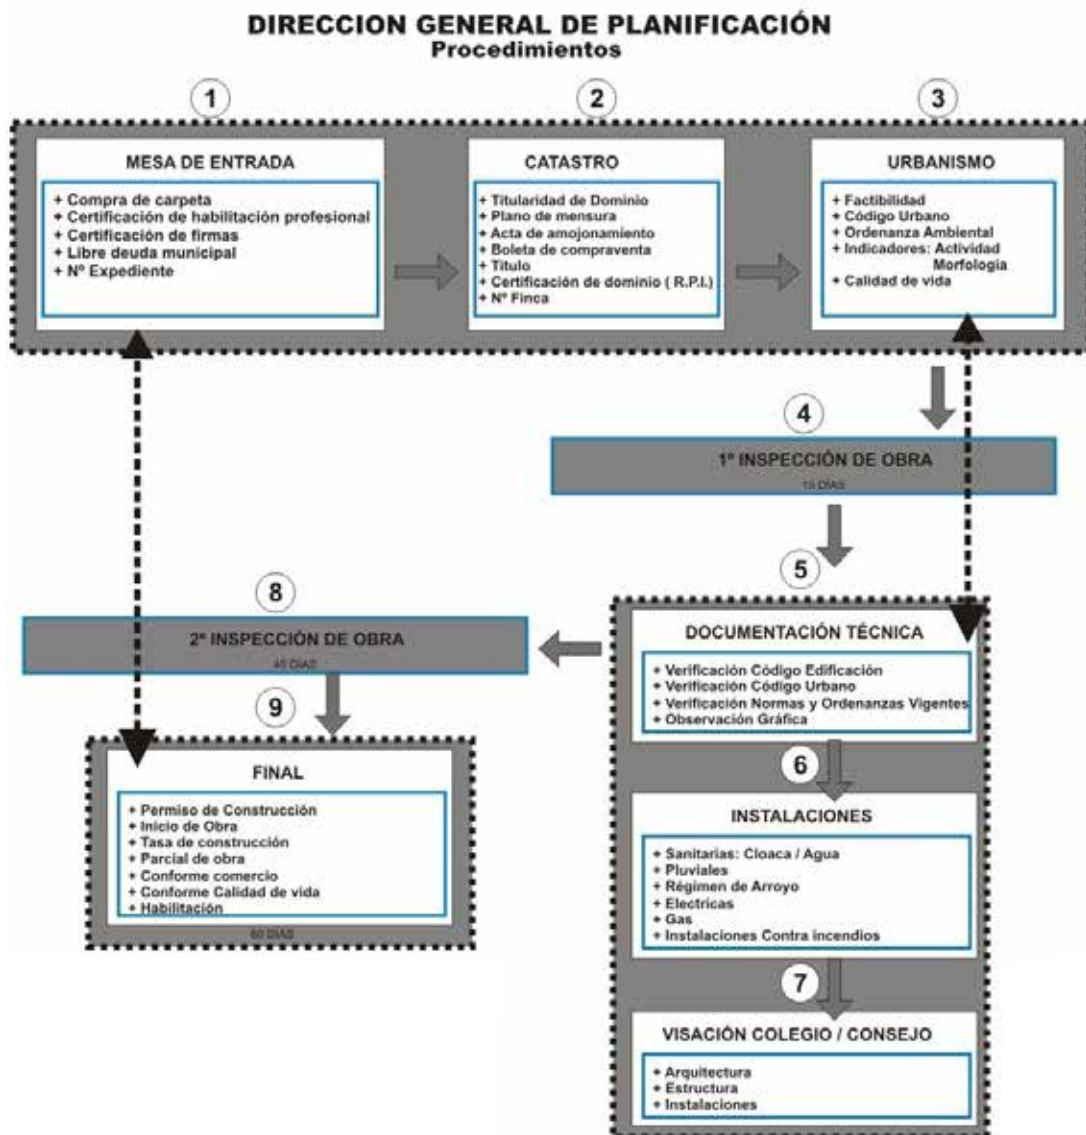 DIRECCION GENERAL DE PLANIFICACIÓN
Procedimientos
1
MESA DE ENTRADA
+ Compra de carpeta
+ Certificación de habilitación profesional
+ Certificación de firmas
+ Libre deuda municipal
+ Nº Expediente
2
CATASTRO
+ Titularidad de Dominio
+ Plano de mensura
+ Acta de amojonamiento
+ Boleta de compraventa
+ Titulo
+ Certificación de dominio ( R.P.I.)
+ Nº Finca
3
URBANISMO
+ Factibilidad
+ Código Urbano
+ Ordenanza Ambiental
+ Indicadores: Actividad
Morfologia
+ Calidad de vida
4
1º INSPECCIÓN DE OBRA
15 DÍAS
5
DOCUMENTACIÓN TÉCNICA
+ Verificación Código Edificación
+ Verificación Código Urbano
+ Verificación Normas y Ordenanzas Vigentes
+ Observación Gráfica
6
INSTALACIONES
+ Sanitarias: Cloaca / Agua
+ Pluviales
+ Régimen de Arroyo
+ Electricas
+ Gas
+ Instalaciones Contra incendios
7
VISACIÓN COLEGIO / CONSEJO
+ Arquitectura
+ Estructura
+ Instalaciones
8
2º INSPECCIÓN DE OBRA
45 DÍAS
9
FINAL
+ Permiso de Construcción
+ Inicio de Obra
+ Tasa de construcción
+ Parcial de obra
+ Conforme comercio
+ Conforme Calidad de vida
+ Habilitación
60 DÍAS